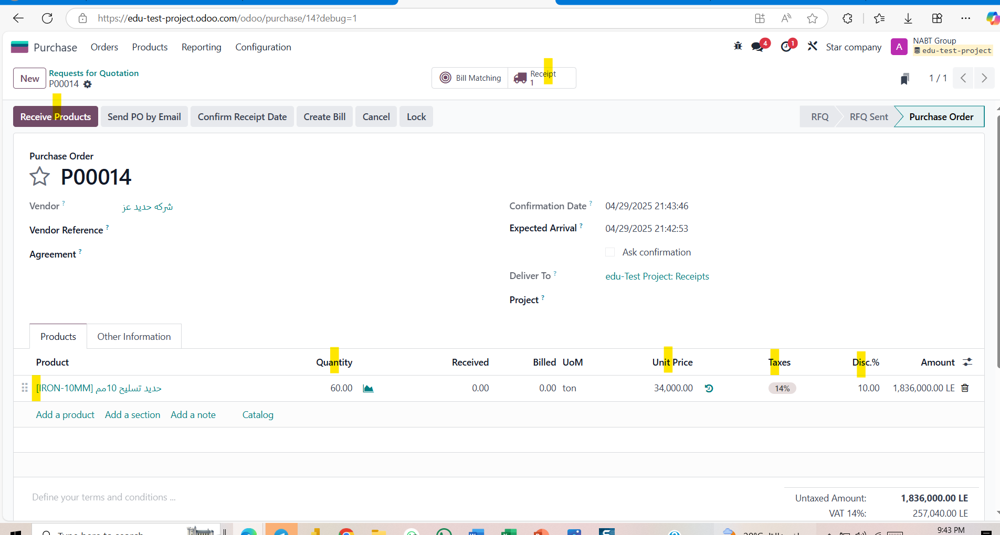 https://edu-test-project.odoo.com/odoo/purchase/14?debug=1
Purchase Orders Products Reporting Configuration
4 1 Star company A NABT Group
edu-test-project
New Requests for Quotation
P00014
Bill Matching Receipt
1
1 / 1
Receive Products Send PO by Email Confirm Receipt Date Create Bill Cancel Lock RFQ RFQ Sent Purchase Order
Purchase Order
P00014
Vendor ? شركه حديد عز Confirmation Date ? 04/29/2025 21:43:46
Vendor Reference ? Expected Arrival ? 04/29/2025 21:42:53
Agreement ? Ask confirmation
Deliver To ? edu-Test Project: Receipts
Project ?
Products Other Information
Product Quantity Received Billed UoM Unit Price Taxes Disc.% Amount
[IRON-10MM] حديد تسليح 10مم 60.00 0.00 0.00 ton 34,000.00 14% 10.00 1,836,000.00 LE
Add a product Add a section Add a note Catalog
Define your terms and conditions ...
Untaxed Amount: 1,836,000.00 LE
VAT 14%: 257,040.00 LE
Type here to search
9:43 PM